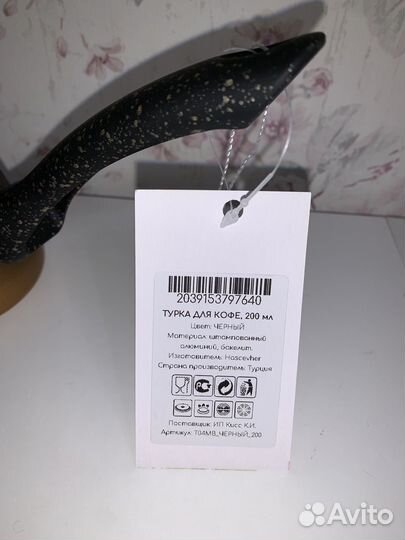 2039153797640
ТУРКА ДЛЯ КОФЕ, 200 мл
Цвет: ЧЕРНЫЙ
Материал: штампованный
алюминий, бакелит.
Изготовитель: Hascevher
Страна производитель: Турция
Поставщик: ИП Кисс К.И.
Артикул: T04MB_ЧЕРНЫЙ_200
Avito